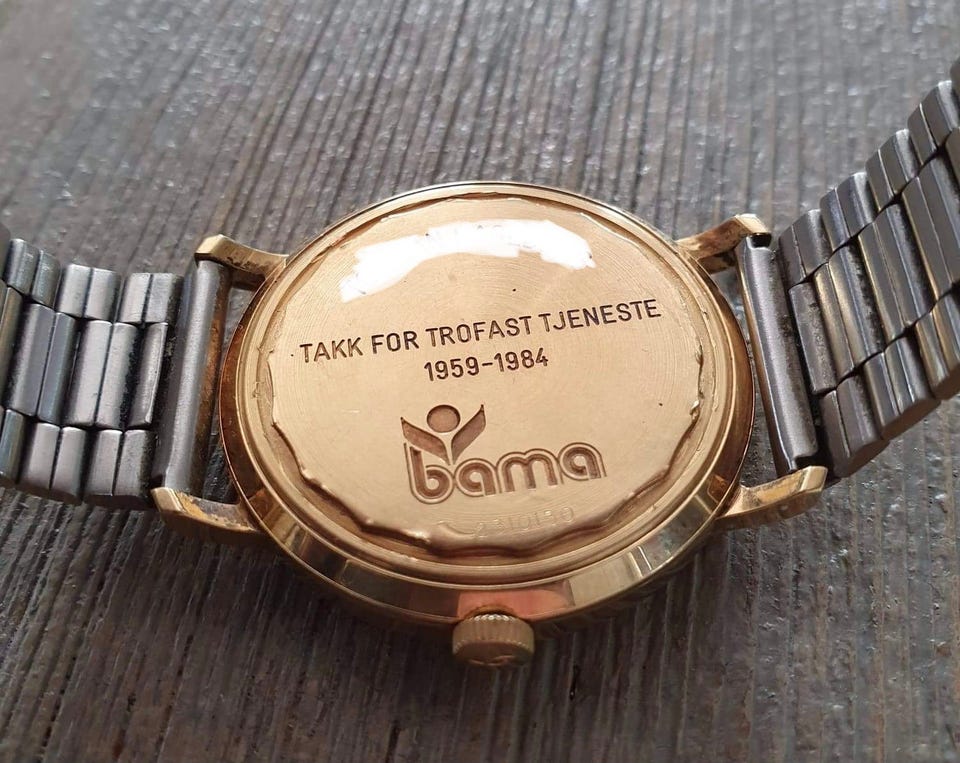 TAKK FOR TROFAST TJENESTE
1959-1984
bama